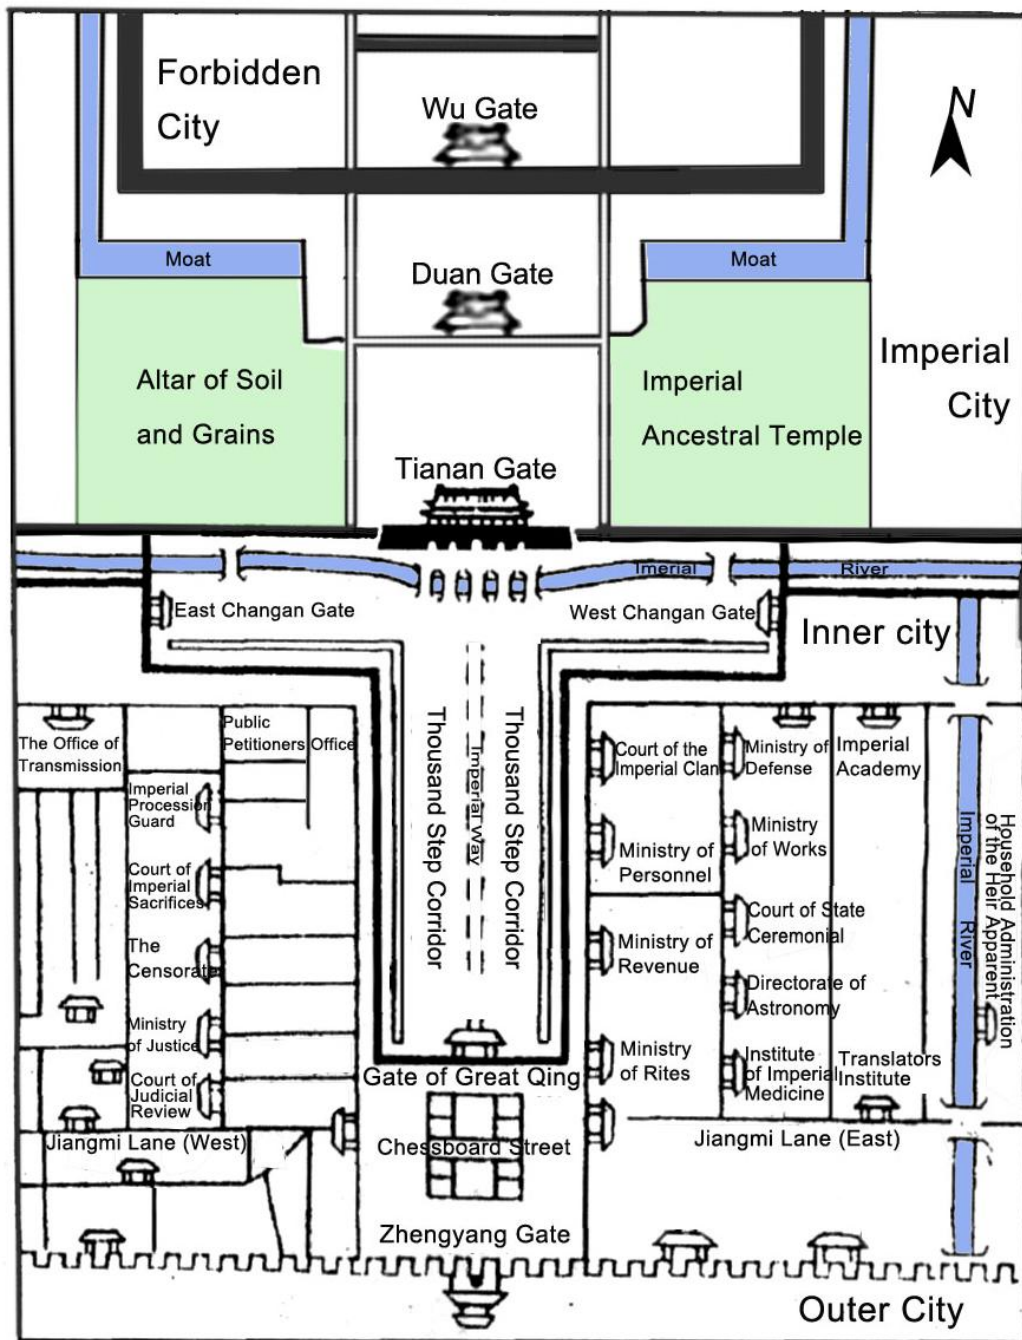 Forbidden
City
Wu Gate
N
Moat
Duan Gate
Moat
Imperial
City
Altar of Soil
and Grains
Imperial
Ancestral Temple
Tianan Gate
Imerial
River
East Changan Gate
West Changan Gate
Inner city
The Office of
Transmission
Public
Petitioners Office
Imperial
Procession
Guard
Court of
Imperial
Sacrifices
The
Censorate
Ministry
of Justice
Court of
Judicial
Review
Thousand Step Corridor
Imperial Way
Thousand Step Corridor
Court of the
Imperial Clan
Ministry of
Personnel
Ministry of
Revenue
Ministry
of Rites
Ministry of
Defense
Ministry
of Works
Court of State
Ceremonial
Directorate of
Astronomy
Institute
of Imperial
Medicine
Imperial
Academy
Translators
Institute
Imperial River
Household Administration
of the Heir Apparent
Gate of Great Qing
Jiangmi Lane (West)
Chessboard Street
Jiangmi Lane (East)
Zhengyang Gate
Outer City